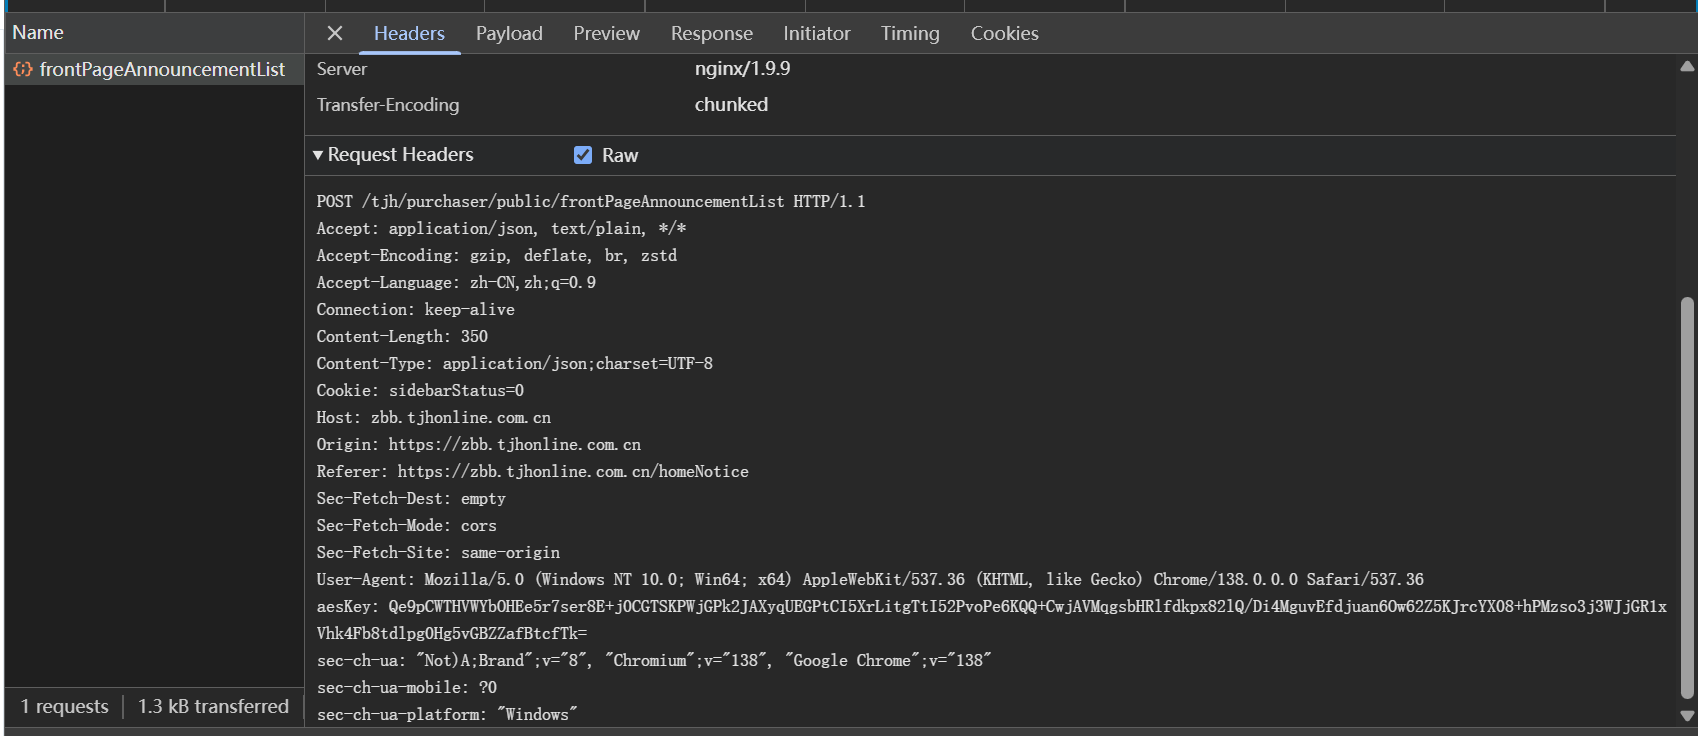 Name
Headers Payload Preview Response Initiator Timing Cookies
frontPageAnnouncementList
Server nginx/1.9.9
Transfer-Encoding chunked
Request Headers Raw
POST /tjh/purchaser/public/frontPageAnnouncementList HTTP/1.1
Accept: application/json, text/plain, */*
Accept-Encoding: gzip, deflate, br, zstd
Accept-Language: zh-CN,zh;q=0.9
Connection: keep-alive
Content-Length: 350
Content-Type: application/json;charset=UTF-8
Cookie: sidebarStatus=0
Host: zbb.tjhonline.com.cn
Origin: https://zbb.tjhonline.com.cn
Referer: https://zbb.tjhonline.com.cn/homeNotice
Sec-Fetch-Dest: empty
Sec-Fetch-Mode: cors
Sec-Fetch-Site: same-origin
User-Agent: Mozilla/5.0 (Windows NT 10.0; Win64; x64) AppleWebKit/537.36 (KHTML, like Gecko) Chrome/138.0.0.0 Safari/537.36
aesKey: Qe9pCWTHVWYbOHEe5r7ser8E+j0CGTSKPWjGPk2JAXyqUEGPtCI5XrLitgTtI52PvoPe6KQQ+CwjAVMqgsbHRlfdkpx82lQ/Di4MguvEfdjuan6Ow62Z5KJrcYX08+hPMzso3j3WJjGR1x
Vhk4Fb8tdlpg0Hg5vGBZZafBtcfTk=
sec-ch-ua: "Not)A;Brand";v="8", "Chromium";v="138", "Google Chrome";v="138"
sec-ch-ua-mobile: ?0
sec-ch-ua-platform: "Windows"
1 requests 1.3 kB transferred